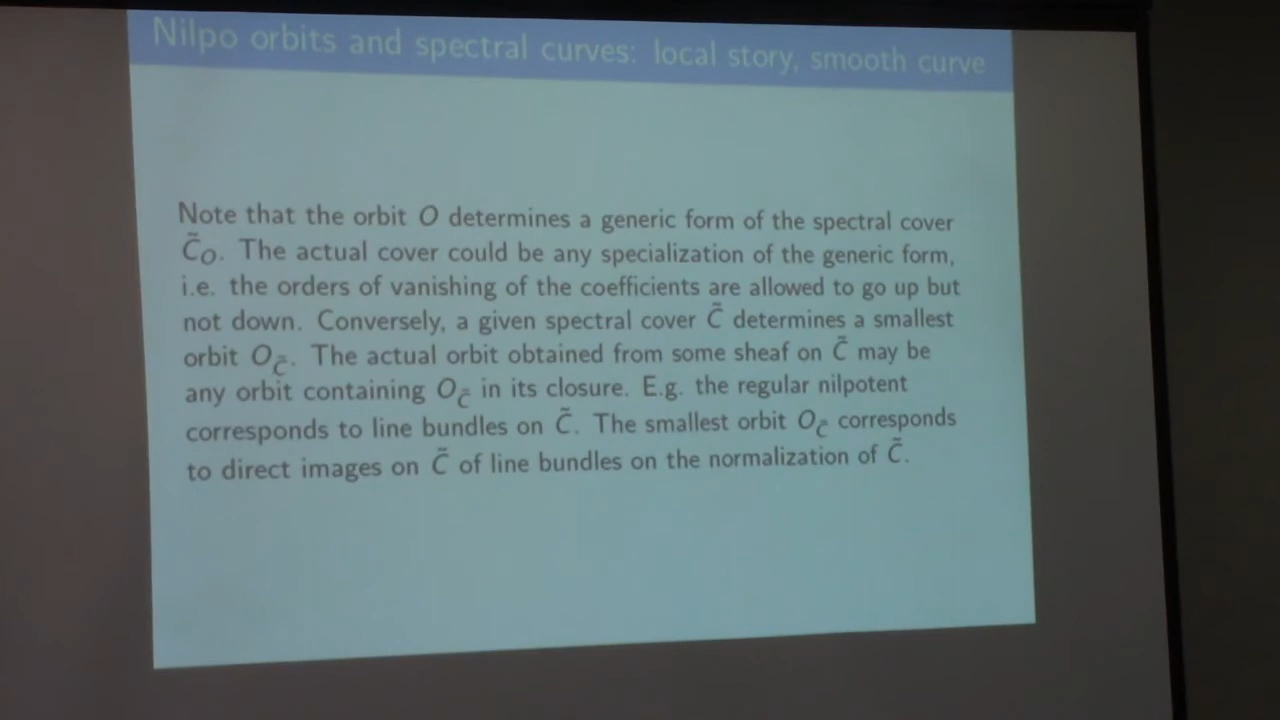 Nilpo orbits and spectral curves: local story, smooth curve
Note that the orbit O determines a generic form of the spectral cover
C̃_O. The actual cover could be any specialization of the generic form,
i.e. the orders of vanishing of the coefficients are allowed to go up but
not down. Conversely, a given spectral cover C̃ determines a smallest
orbit O_C̃. The actual orbit obtained from some sheaf on C̃ may be
any orbit containing O_C̃ in its closure. E.g. the regular nilpotent
corresponds to line bundles on C̃. The smallest orbit O_C̃ corresponds
to direct images on C̃ of line bundles on the normalization of C̃.